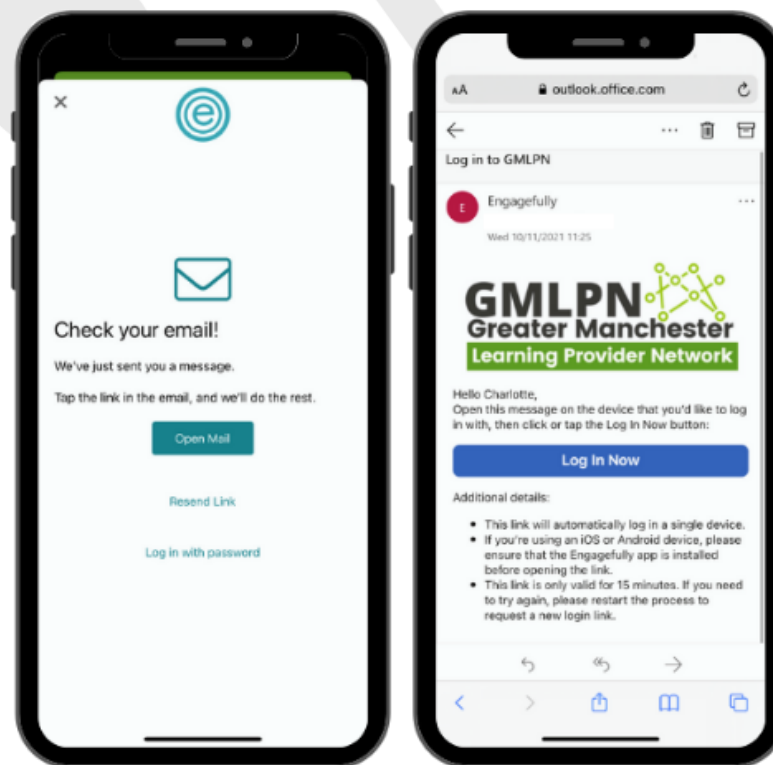 Check your email!
We've just sent you a message.
Tap the link in the email, and we'll do the rest.
Open Mail
Resend Link
Log in with password
AA outlook.office.com
Log in to GMLPN
E Engagefully
Wed 10/11/2021 11:25
GMLPN
Greater Manchester
Learning Provider Network
Hello Charlotte,
Open this message on the device that you'd like to log
in with, then click or tap the Log In Now button:
Log In Now
Additional details:
• This link will automatically log in a single device.
• If you're using an iOS or Android device, please
ensure that the Engagefully app is installed
before opening the link.
• This link is only valid for 15 minutes. If you need
to try again, please restart the process to
request a new login link.